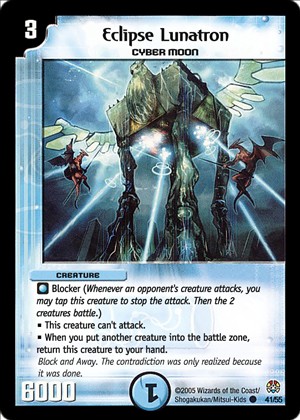 3
Eclipse Lunatron
CYBER MOON
CREATURE
Blocker (Whenever an opponent's creature attacks, you
may tap this creature to stop the attack. Then the 2
creatures battle.)
▪ This creature can't attack.
▪ When you put another creature into the battle zone,
return this creature to your hand.
Block and Away. The contradiction was only realized
because it was done.
6000
1
©2005 Wizards of the Coast/
Shogakukan/Mitsui-Kids
41/55